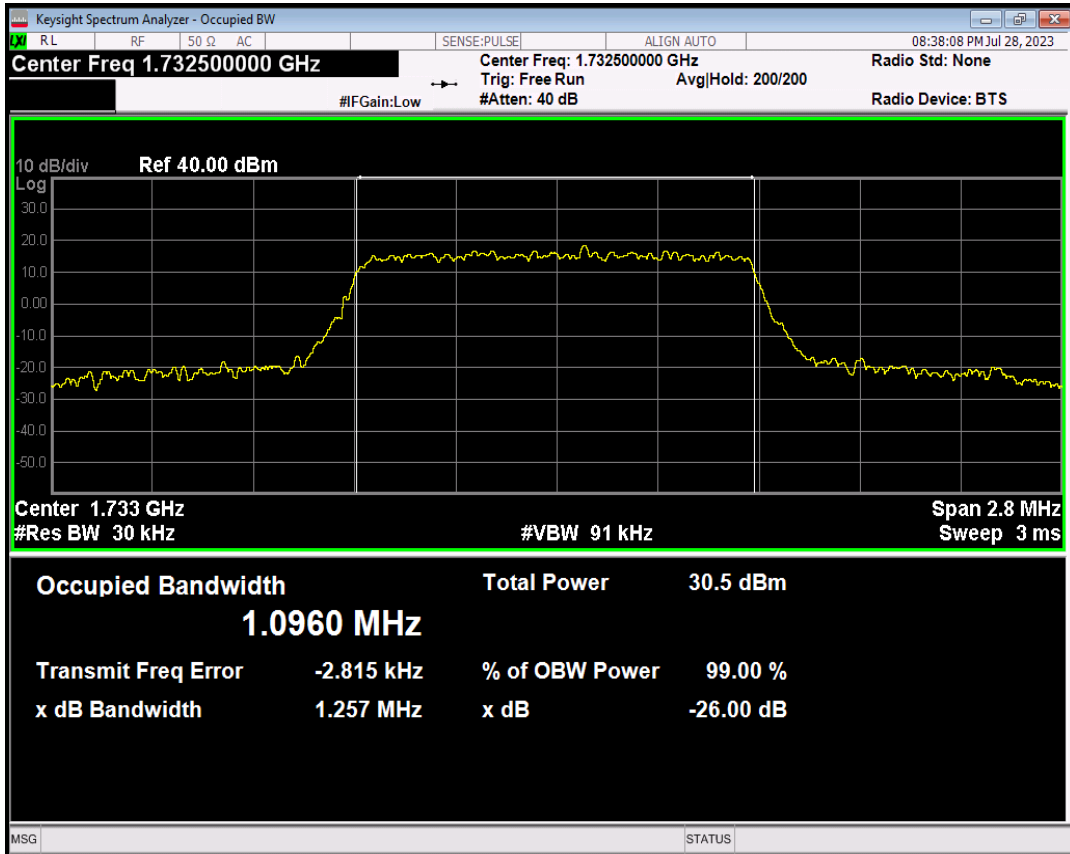 Keysight Spectrum Analyzer - Occupied BW
LXI RL RF 50 Ω AC SENSE:PULSE ALIGN AUTO 08:38:08 PM Jul 28, 2023
Center Freq 1.732500000 GHz Center Freq: 1.732500000 GHz Radio Std: None
Trig: Free Run Avg|Hold: 200/200
#IFGain:Low #Atten: 40 dB Radio Device: BTS
10 dB/div Ref 40.00 dBm
Log
30.0
20.0
10.0
0.00
-10.0
-20.0
-30.0
-40.0
-50.0
Center 1.733 GHz Span 2.8 MHz
#Res BW 30 kHz #VBW 91 kHz Sweep 3 ms
Occupied Bandwidth Total Power 30.5 dBm
1.0960 MHz
Transmit Freq Error -2.815 kHz % of OBW Power 99.00 %
x dB Bandwidth 1.257 MHz x dB -26.00 dB
MSG STATUS